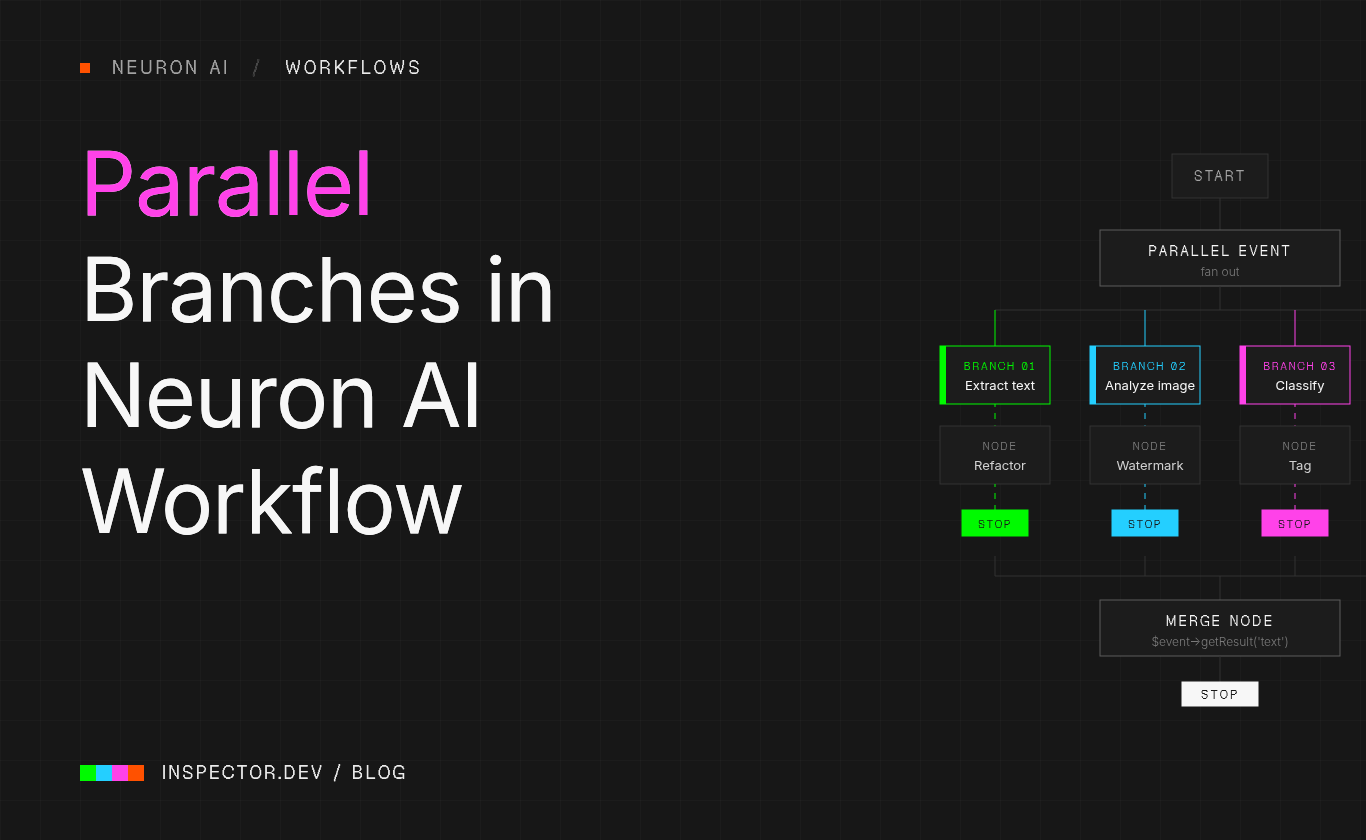 NEURON AI / WORKFLOWS
Parallel
Branches in
Neuron AI
Workflow
START
PARALLEL EVENT
fan out
BRANCH 01
Extract text
BRANCH 02
Analyze image
BRANCH 03
Classify
NODE
Refactor
NODE
Watermark
NODE
Tag
STOP
STOP
STOP
MERGE NODE
$event→getResult('text')
STOP
INSPECTOR.DEV / BLOG